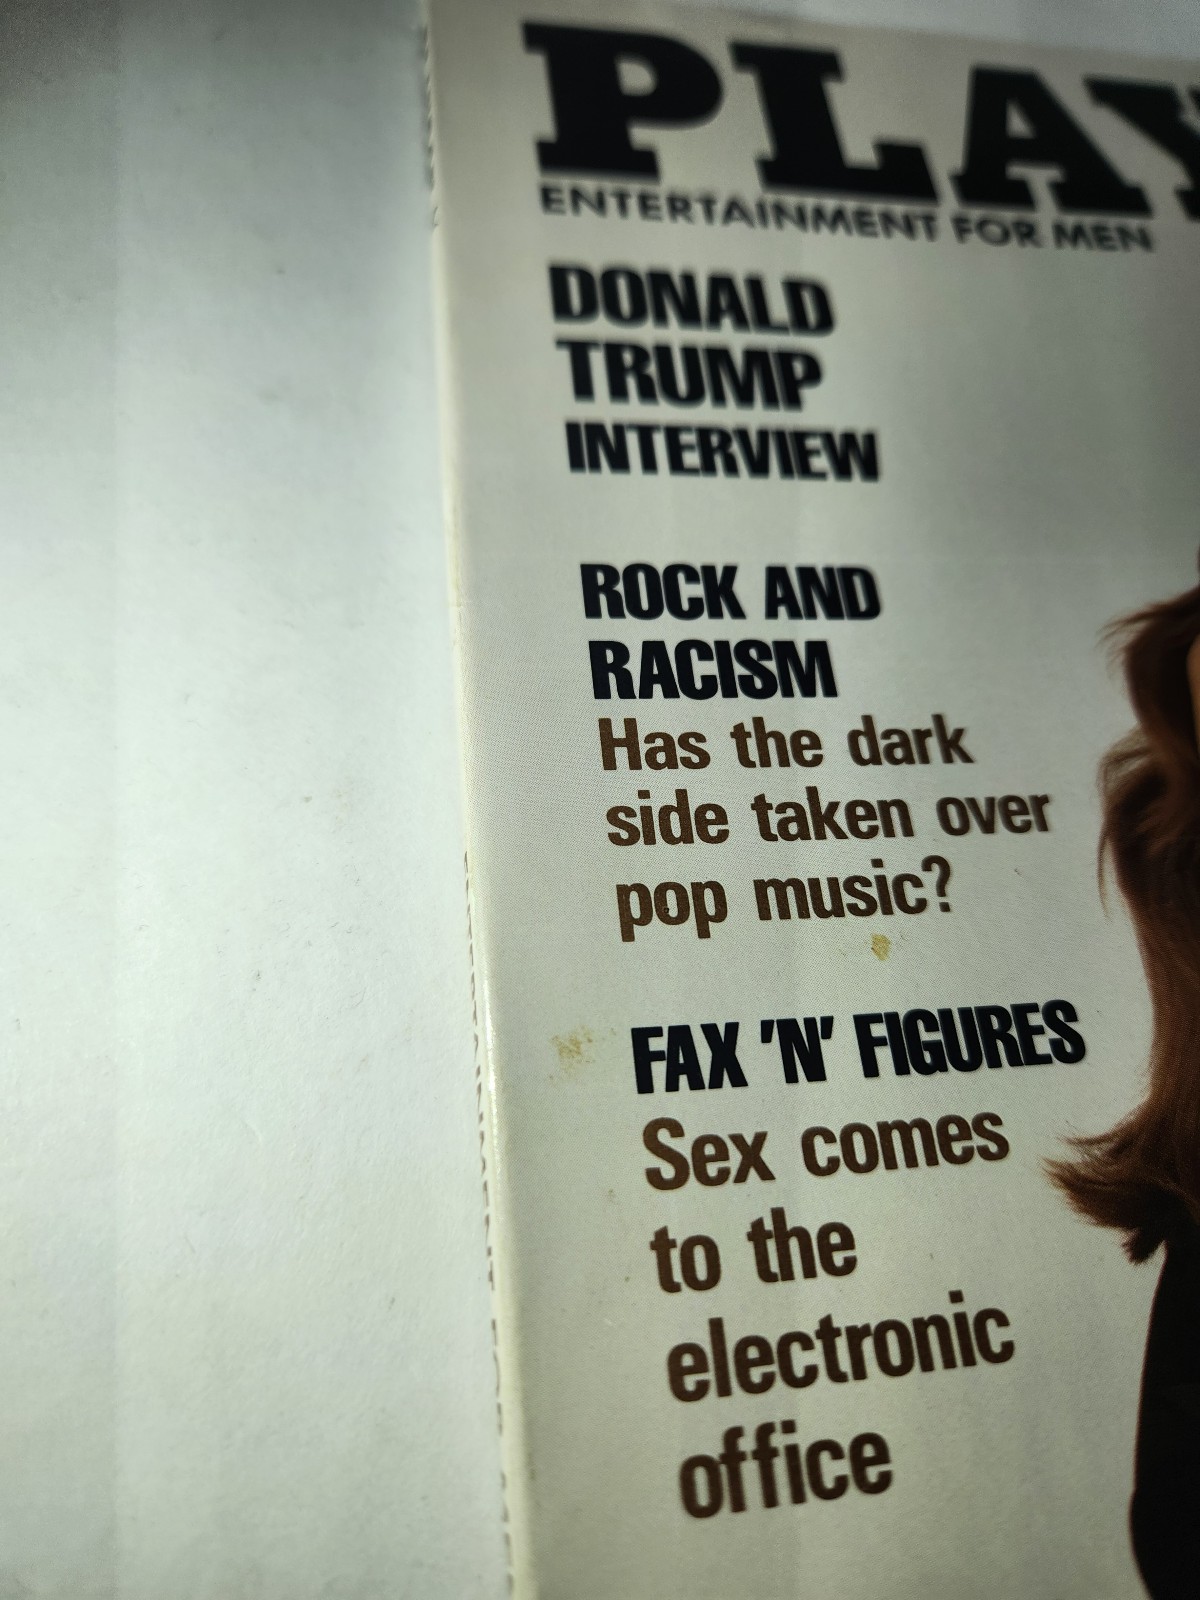 PLAY
ENTERTAINMENT FOR MEN
DONALD
TRUMP
INTERVIEW
ROCK AND
RACISM
Has the dark
side taken over
pop music?
FAX 'N' FIGURES
Sex comes
to the
electronic
office